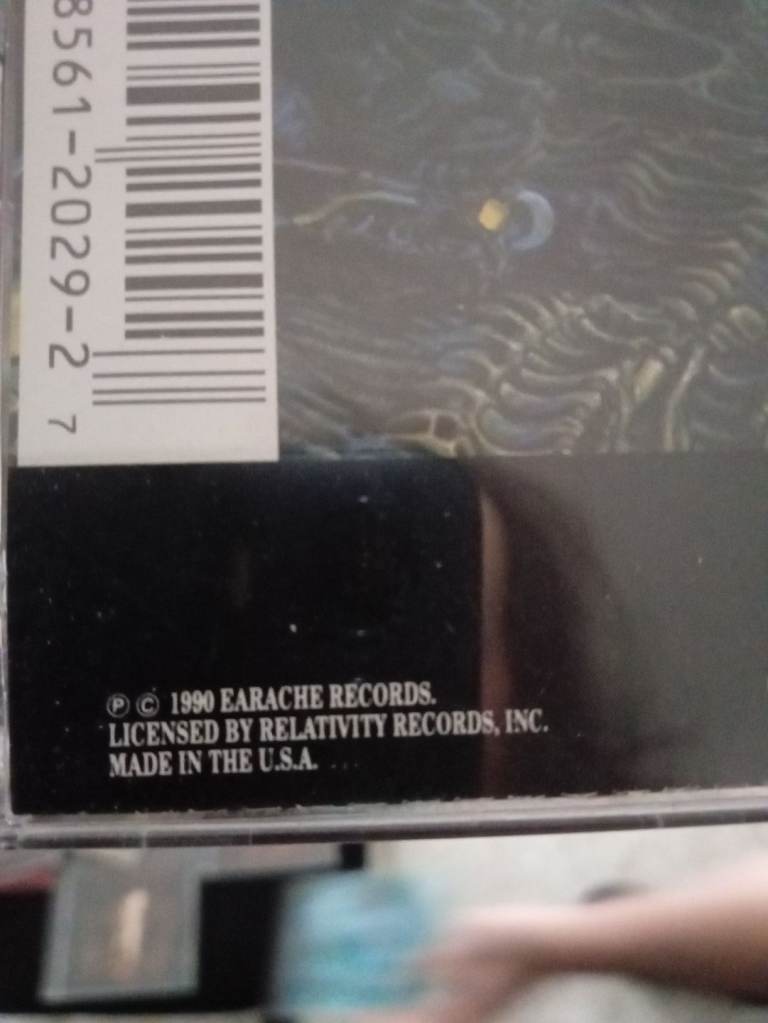 8561-2029-2 7
Ⓟ © 1990 EARACHE RECORDS.
LICENSED BY RELATIVITY RECORDS, INC.
MADE IN THE U.S.A.